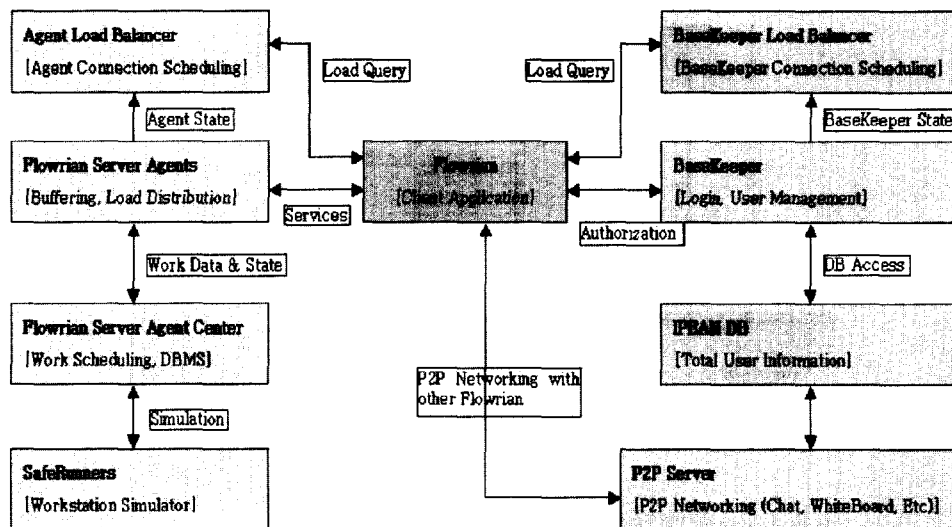 Agent Load Balancer
[Agent Connection Scheduling]
BaseKeeper Load Balancer
[BaseKeeper Connection Scheduling]
Load Query
Load Query
Agent State
BaseKeeper State
Flowrian Server Agents
[Buffering, Load Distribution]
Flowrian
[Client Application]
BaseKeeper
[Login, User Management]
Services
Authorization
Work Data & State
DB Access
Flowrian Server Agent Center
[Work Scheduling, DBMS]
DB
[Total User Information]
P2P Networking with
other Flowrian
Simulation
SafeRunners
[Workstation Simulator]
P2P Server
[P2P Networking (Chat, WhiteBoard, Etc)]